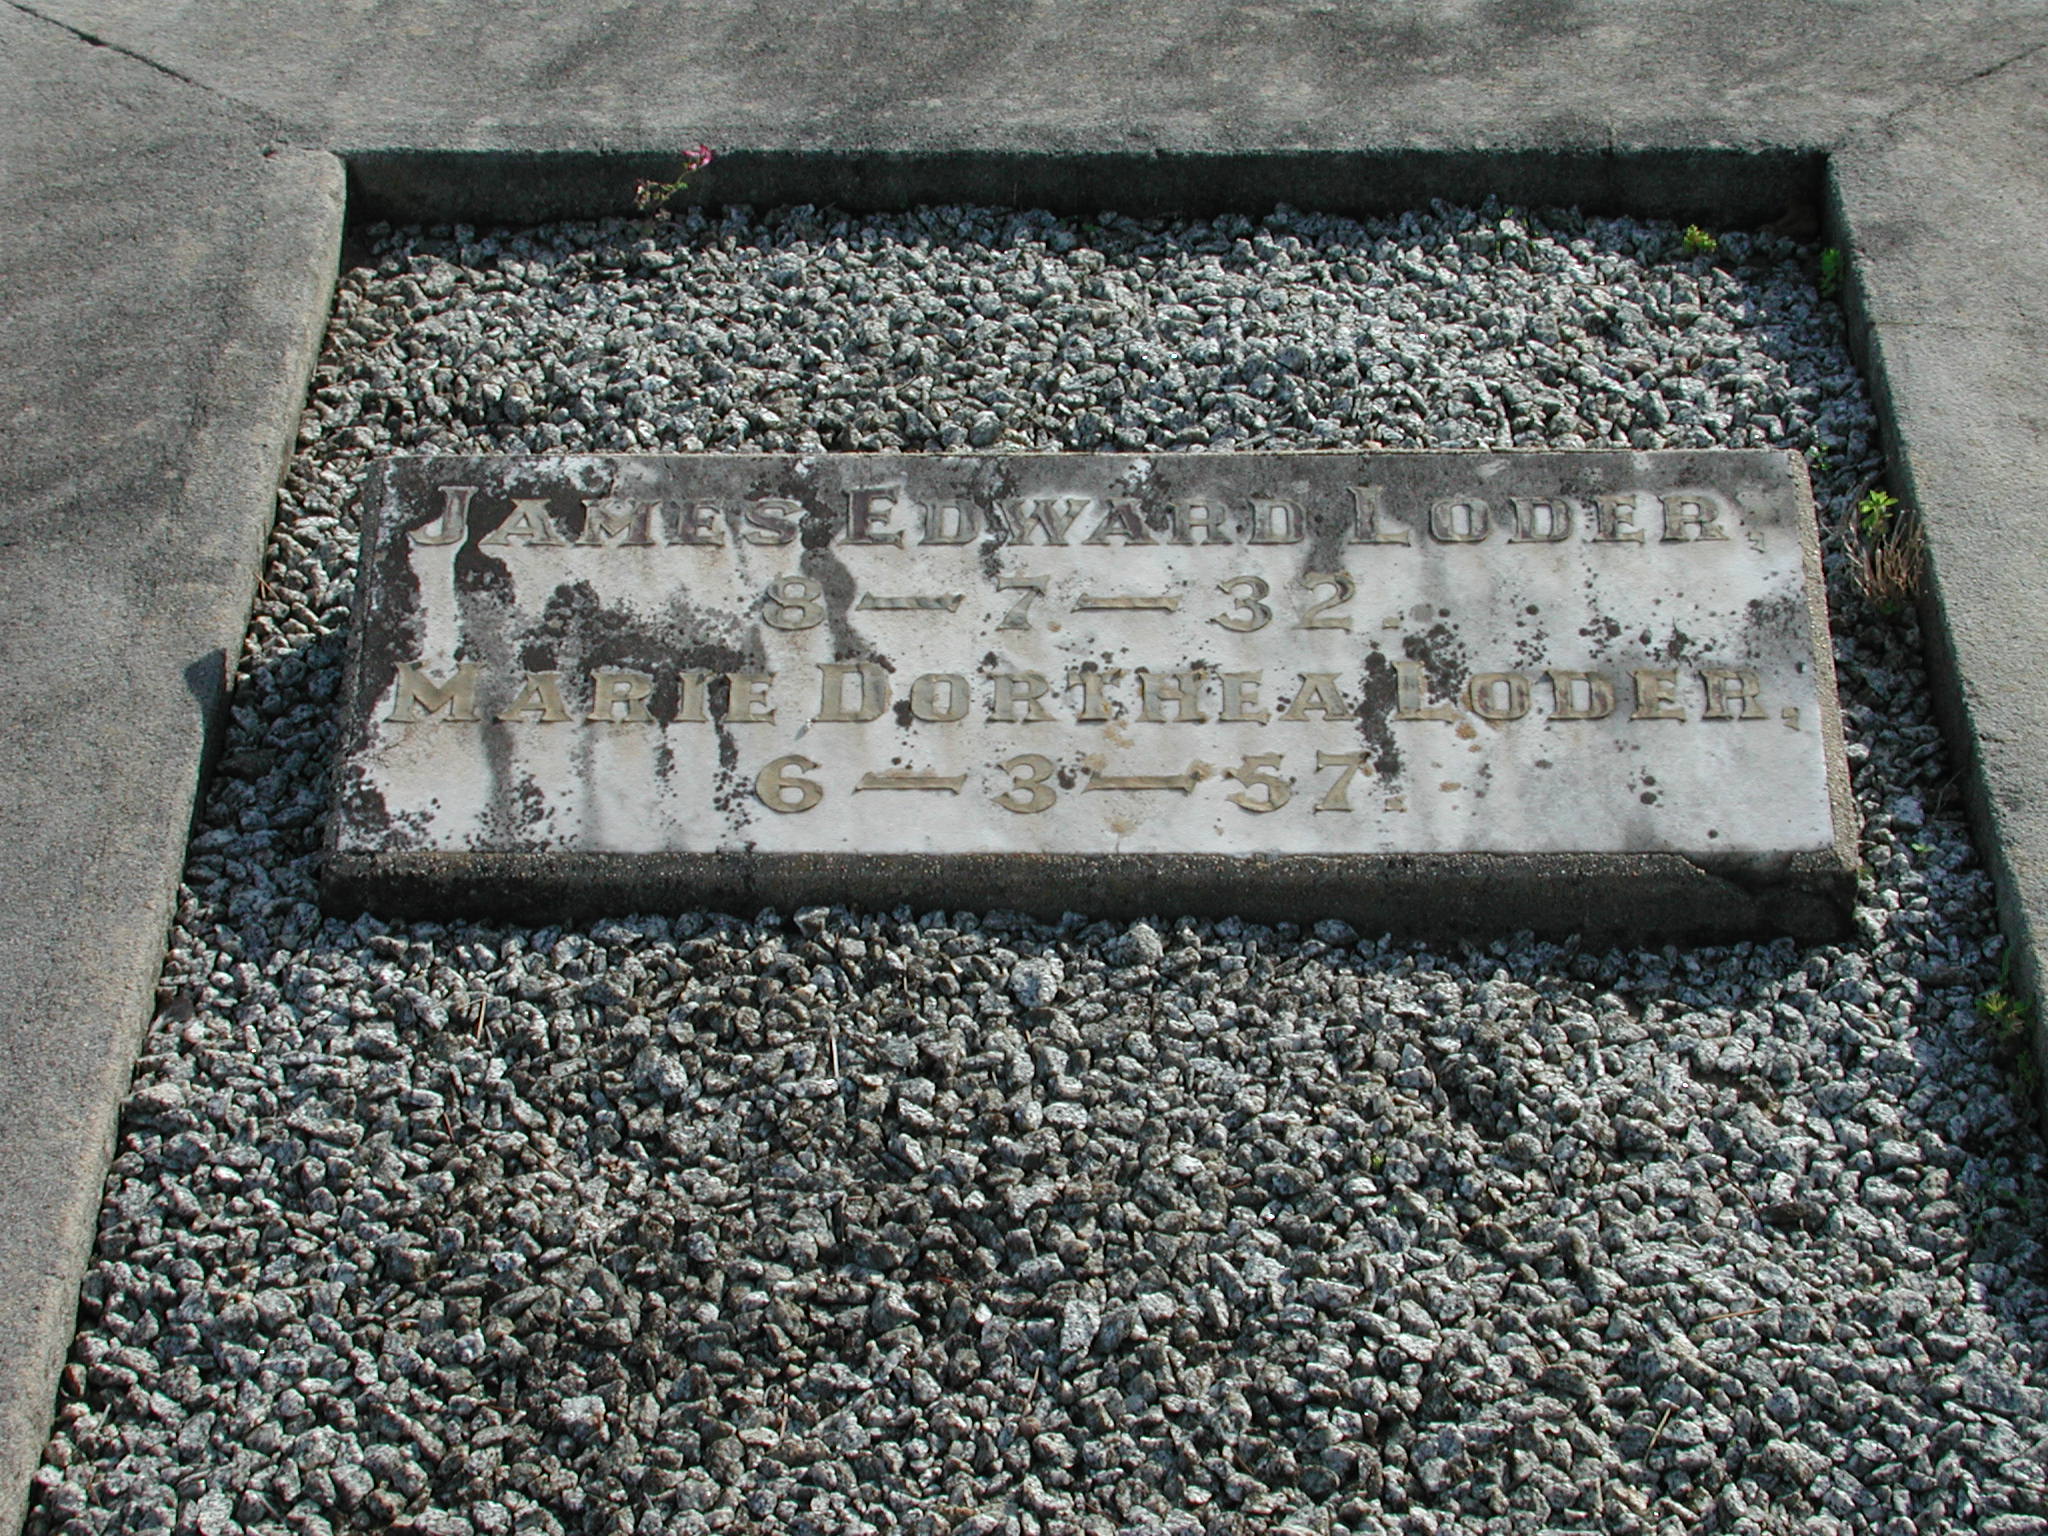 JAMES EDWARD LODER,
8—7—32.
MARIE DORTHEA LODER,
6—3—57.